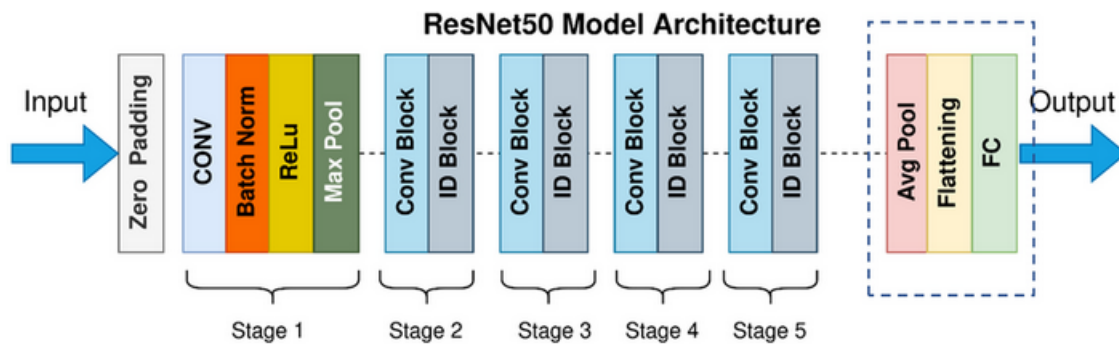 ResNet50 Model Architecture
Input
Zero Padding
CONV
Batch Norm
ReLu
Max Pool
Conv Block
ID Block
Conv Block
ID Block
Conv Block
ID Block
Conv Block
ID Block
Avg Pool
Flattening
FC
Output
Stage 1
Stage 2
Stage 3
Stage 4
Stage 5